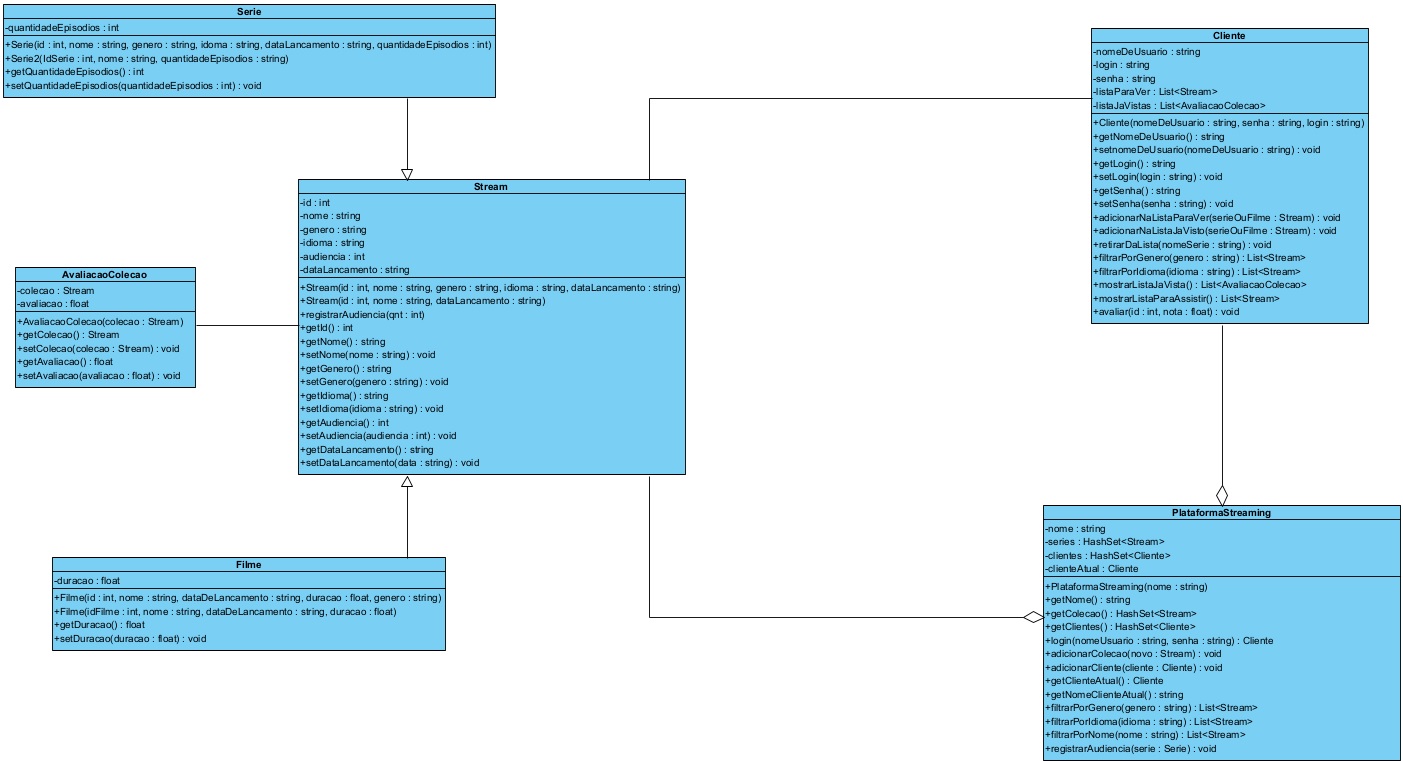 Serie
-quantidadeEpisodios : int
+Serie(id : int, nome : string, genero : string, idoma : string, dataLancamento : string, quantidadeEpisodios : int)
+Serie2(IdSerie : int, nome : string, quantidadeEpisodios : string)
+getQuantidadeEpisodios() : int
+setQuantidadeEpisodios(quantidadeEpisodios : int) : void
Cliente
-nomeDeUsuario : string
-login : string
-senha : string
-listaParaVer : List<Stream>
-listaJaVistas : List<AvaliacaoColecao>
+Cliente(nomeDeUsuario : string, senha : string, login : string)
+getNomeDeUsuario() : string
+setnomeDeUsuario(nomeDeUsuario : string) : void
+getLogin() : string
+setLogin(login : string) : void
+getSenha() : string
+setSenha(senha : string) : void
+adicionarNaListaParaVer(serieOuFilme : Stream) : void
+adicionarNaListaJaVisto(serieOuFilme : Stream) : void
+retirarDaLista(nomeSerie : string) : void
+filtrarPorGenero(genero : string) : List<Stream>
+filtrarPorIdioma(idioma : string) : List<Stream>
+mostrarListaJaVista() : List<AvaliacaoColecao>
+mostrarListaParaAssistir() : List<Stream>
+avaliar(id : int, nota : float) : void
Stream
-id : int
-nome : string
-genero : string
-idioma : string
-audiencia : int
-dataLancamento : string
+Stream(id : int, nome : string, genero : string, idioma : string, dataLancamento : string)
+Stream(id : int, nome : string, dataLancamento : string)
+registrarAudiencia(qnt : int)
+getId() : int
+getNome() : string
+setNome(nome : string) : void
+getGenero() : string
+setGenero(genero : string) : void
+getIdioma() : string
+setIdioma(idioma : string) : void
+getAudiencia() : int
+setAudiencia(audiencia : int) : void
+getDataLancamento() : string
+setDataLancamento(data : string) : void
AvaliacaoColecao
-colecao : Stream
-avaliacao : float
+AvaliacaoColecao(colecao : Stream)
+getColecao() : Stream
+setColecao(colecao : Stream) : void
+getAvaliacao() : float
+setAvaliacao(avaliacao : float) : void
Filme
-duracao : float
+Filme(id : int, nome : string, dataDeLancamento : string, duracao : float, genero : string)
+Filme(idFilme : int, nome : string, dataDeLancamento : string, duracao : float)
+getDuracao() : float
+setDuracao(duracao : float) : void
PlataformaStreaming
-nome : string
-series : HashSet<Stream>
-clientes : HashSet<Cliente>
-clienteAtual : Cliente
+PlataformaStreaming(nome : string)
+getNome() : string
+getColecao() : HashSet<Stream>
+getClientes() : HashSet<Cliente>
+login(nomeUsuario : string, senha : string) : Cliente
+adicionarColecao(novo : Stream) : void
+adicionarCliente(cliente : Cliente) : void
+getClienteAtual() : Cliente
+getNomeClienteAtual() : string
+filtrarPorGenero(genero : string) : List<Stream>
+filtrarPorIdioma(idioma : string) : List<Stream>
+filtrarPorNome(nome : string) : List<Stream>
+registrarAudiencia(serie : Serie) : void